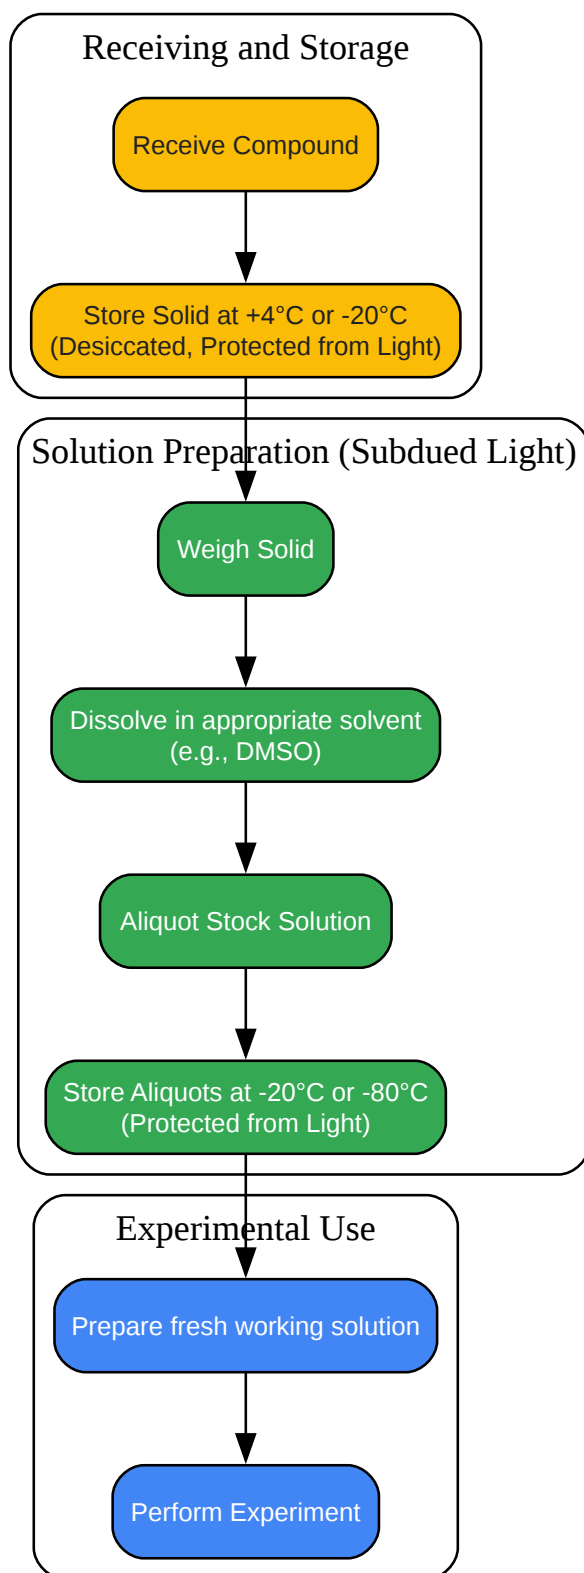 Receiving and Storage
Receive Compound
Store Solid at +4°C or -20°C
(Desiccated, Protected from Light)
Solution Preparation (Subdued Light)
Weigh Solid
Dissolve in appropriate solvent
(e.g., DMSO)
Aliquot Stock Solution
Store Aliquots at -20°C or -80°C
(Protected from Light)
Experimental Use
Prepare fresh working solution
Perform Experiment